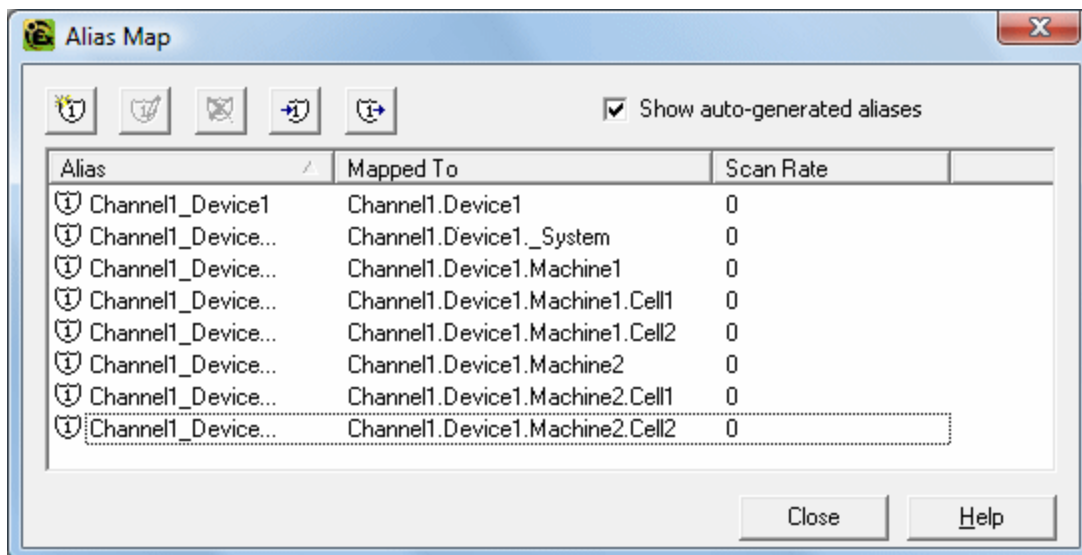 Alias Map
Show auto-generated aliases
Alias Mapped To Scan Rate
Channel1_Device1 Channel1.Device1 0
Channel1_Device... Channel1.Device1._System 0
Channel1_Device... Channel1.Device1.Machine1 0
Channel1_Device... Channel1.Device1.Machine1.Cell1 0
Channel1_Device... Channel1.Device1.Machine1.Cell2 0
Channel1_Device... Channel1.Device1.Machine2 0
Channel1_Device... Channel1.Device1.Machine2.Cell1 0
Channel1_Device... Channel1.Device1.Machine2.Cell2 0
Close Help